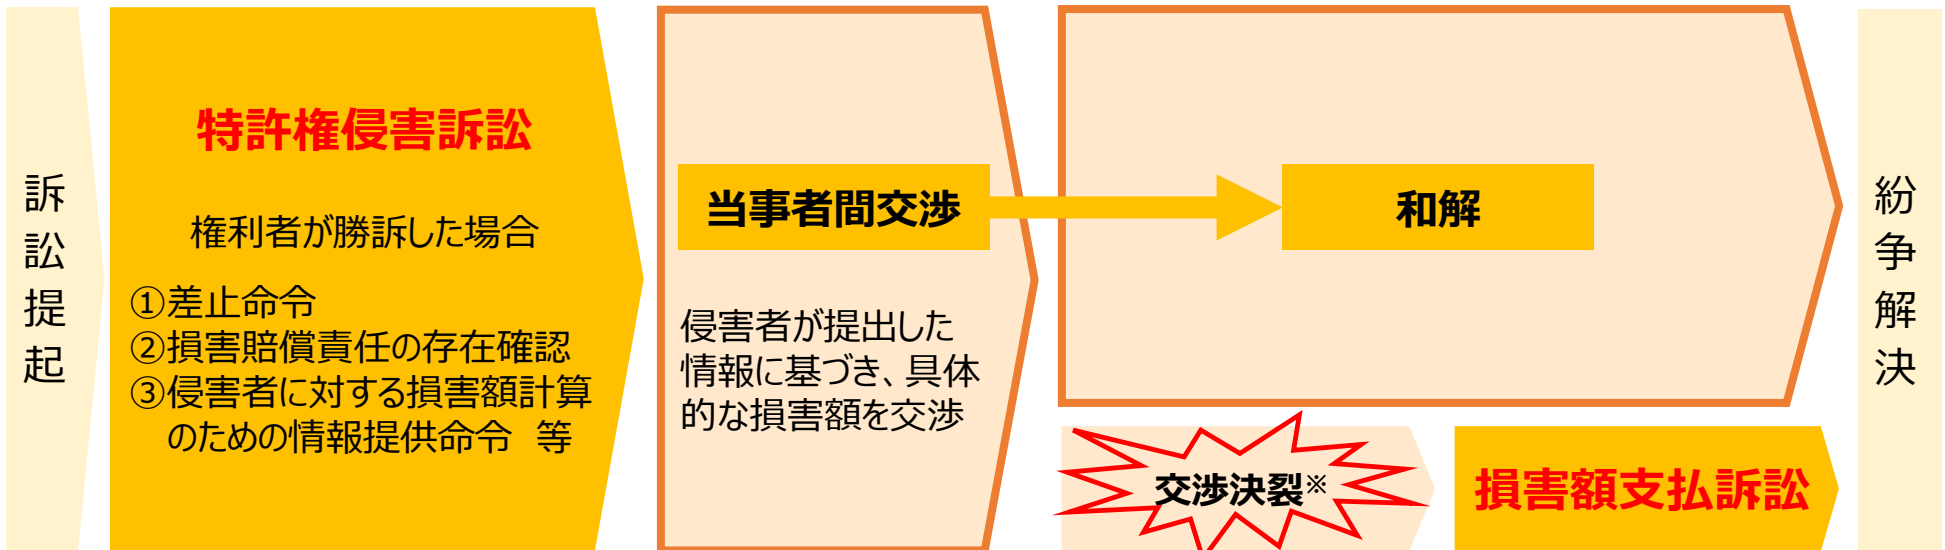 訴訟提起
特許権侵害訴訟
権利者が勝訴した場合
①差止命令
②損害賠償責任の存在確認
③侵害者に対する損害額計算
のための情報提供命令　等
当事者間交渉
侵害者が提出した
情報に基づき、具体
的な損害額を交渉
和解
交渉決裂※
損害額支払訴訟
紛争解決